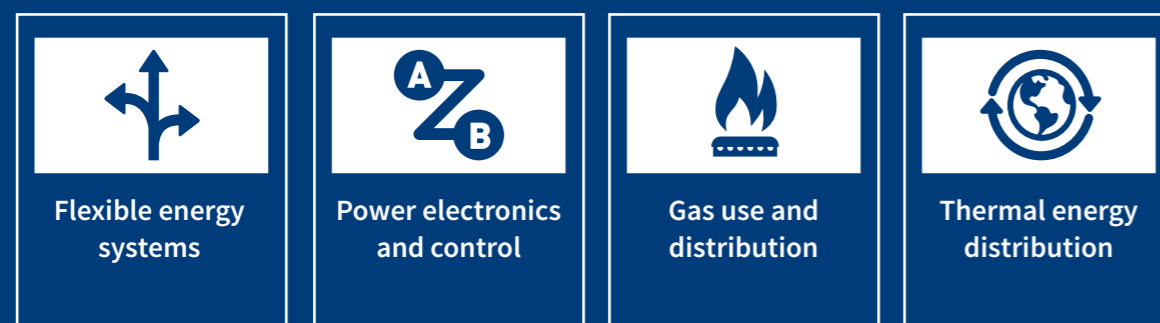 A
B
Flexible energy
systems
Power electronics
and control
Gas use and
distribution
Thermal energy
distribution